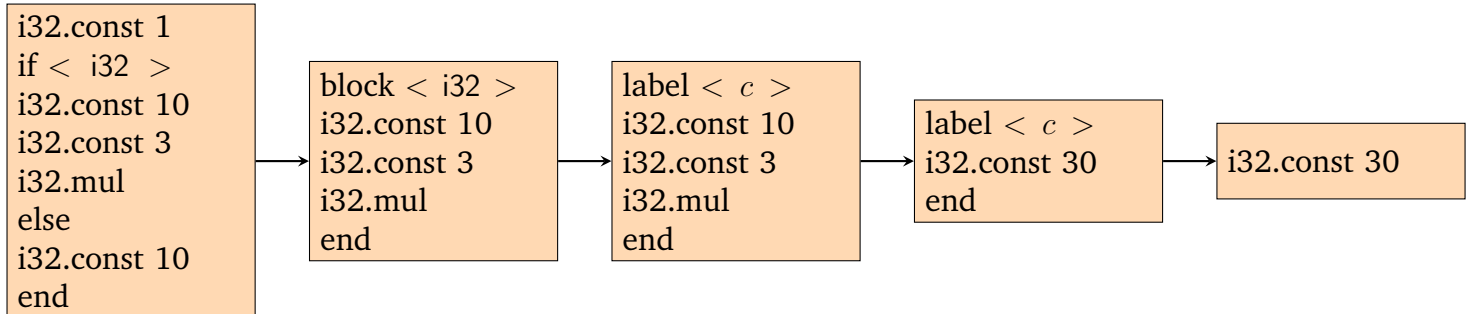 i32.const 1
if < i32 >
i32.const 10
i32.const 3
i32.mul
else
i32.const 10
end
block < i32 >
i32.const 10
i32.const 3
i32.mul
end
label < c >
i32.const 10
i32.const 3
i32.mul
end
label < c >
i32.const 30
end
i32.const 30